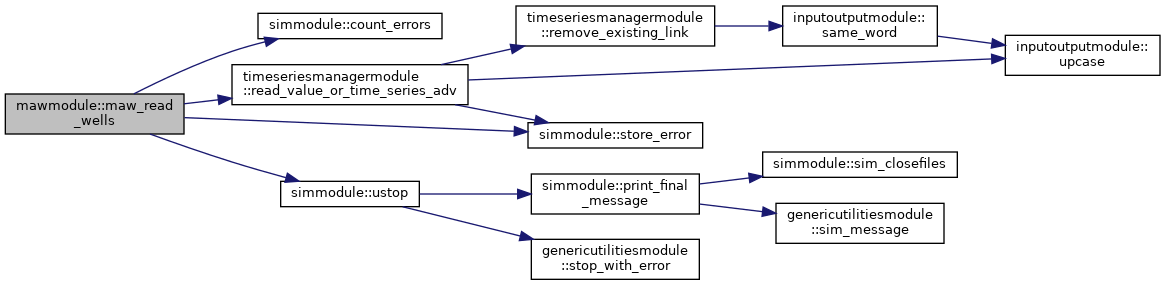 mawmodule::maw_read
_wells
simmodule::count_errors
timeseriesmanagermodule
::read_value_or_time_series_adv
timeseriesmanagermodule
::remove_existing_link
inputoutputmodule::
same_word
inputoutputmodule::
upcase
simmodule::store_error
simmodule::ustop
simmodule::print_final
_message
simmodule::sim_closefiles
genericutilitiesmodule
::sim_message
genericutilitiesmodule
::stop_with_error